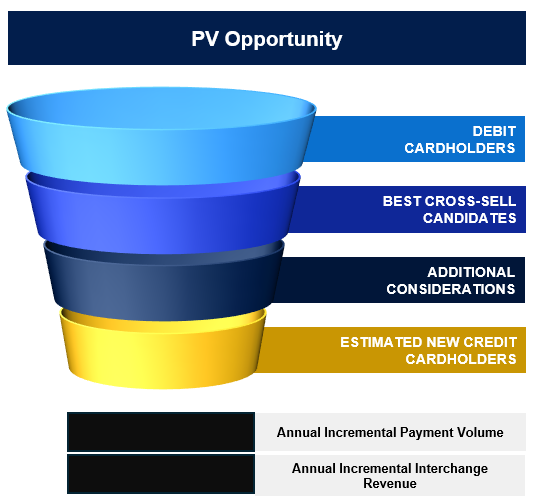 PV Opportunity
DEBIT
CARDHOLDERS
BEST CROSS-SELL
CANDIDATES
ADDITIONAL
CONSIDERATIONS
ESTIMATED NEW CREDIT
CARDHOLDERS
Annual Incremental Payment Volume
Annual Incremental Interchange
Revenue